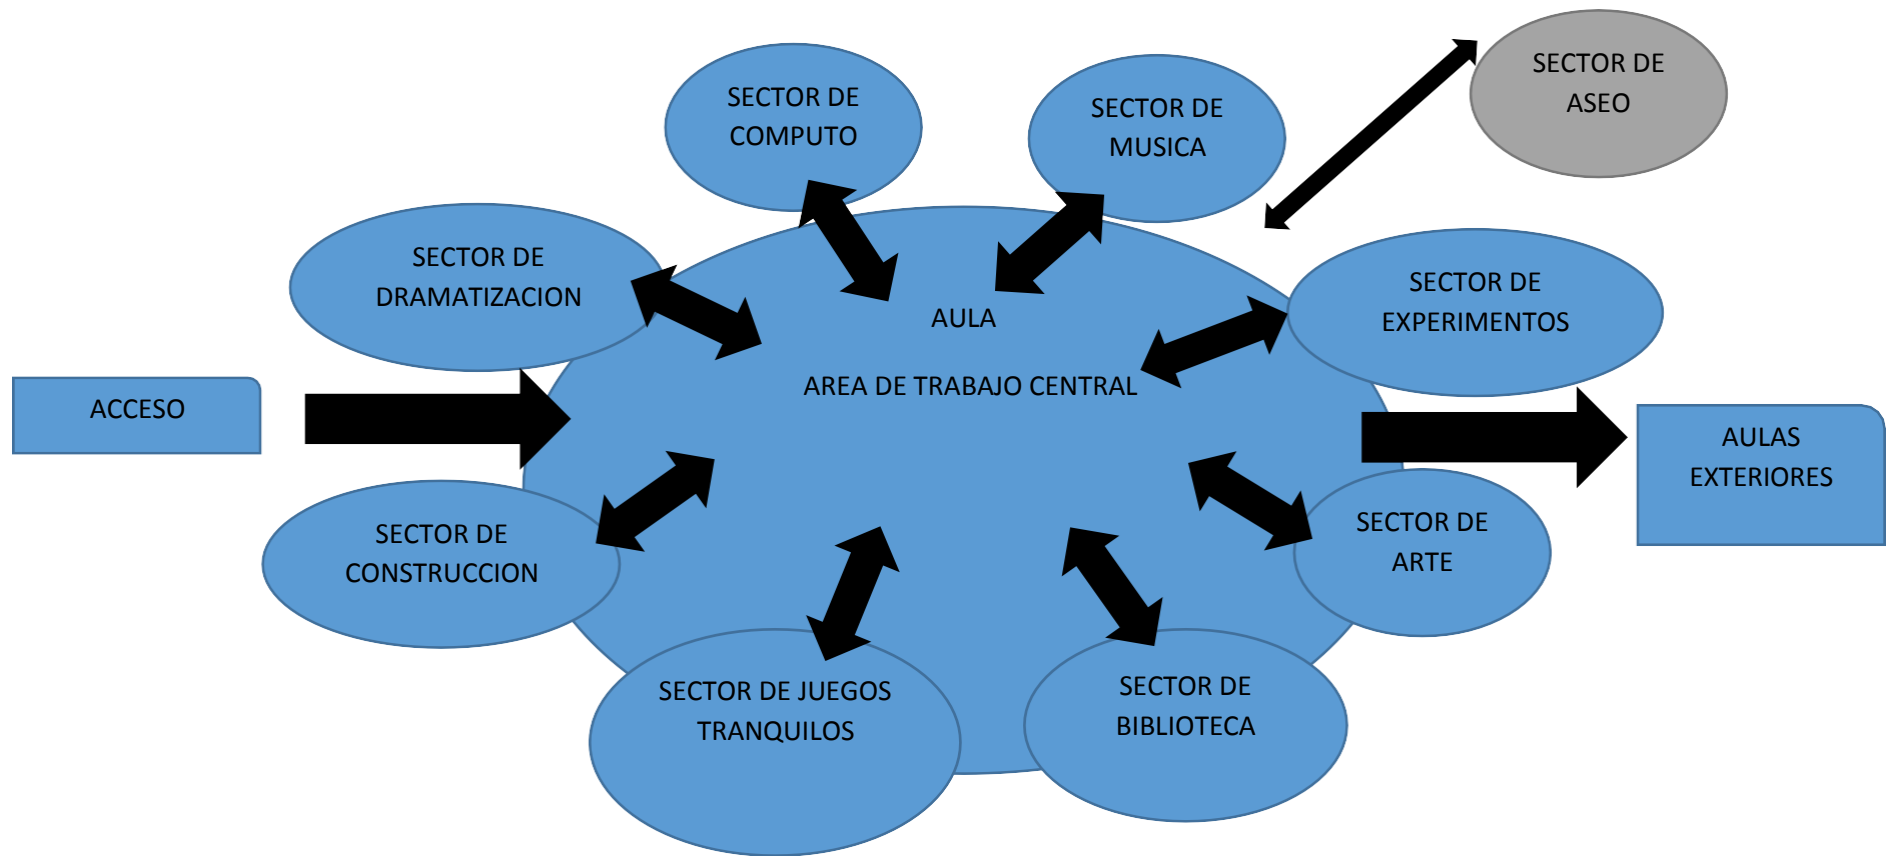 SECTOR DE
ASEO
SECTOR DE
COMPUTO
SECTOR DE
MUSICA
SECTOR DE
DRAMATIZACION
SECTOR DE
EXPERIMENTOS
AULA
AREA DE TRABAJO CENTRAL
ACCESO
AULAS
EXTERIORES
SECTOR DE
CONSTRUCCION
SECTOR DE
ARTE
SECTOR DE JUEGOS
TRANQUILOS
SECTOR DE
BIBLIOTECA